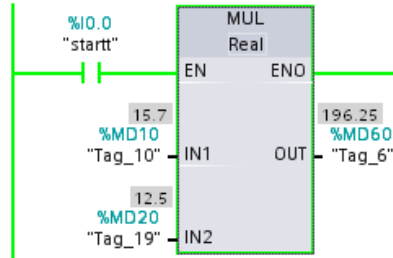 %I0.0
"startt"
MUL
Real
EN
ENO
15.7
%MD10
"Tag_10"
IN1
196.25
%MD60
"Tag_6"
OUT
12.5
%MD20
"Tag_19"
IN2